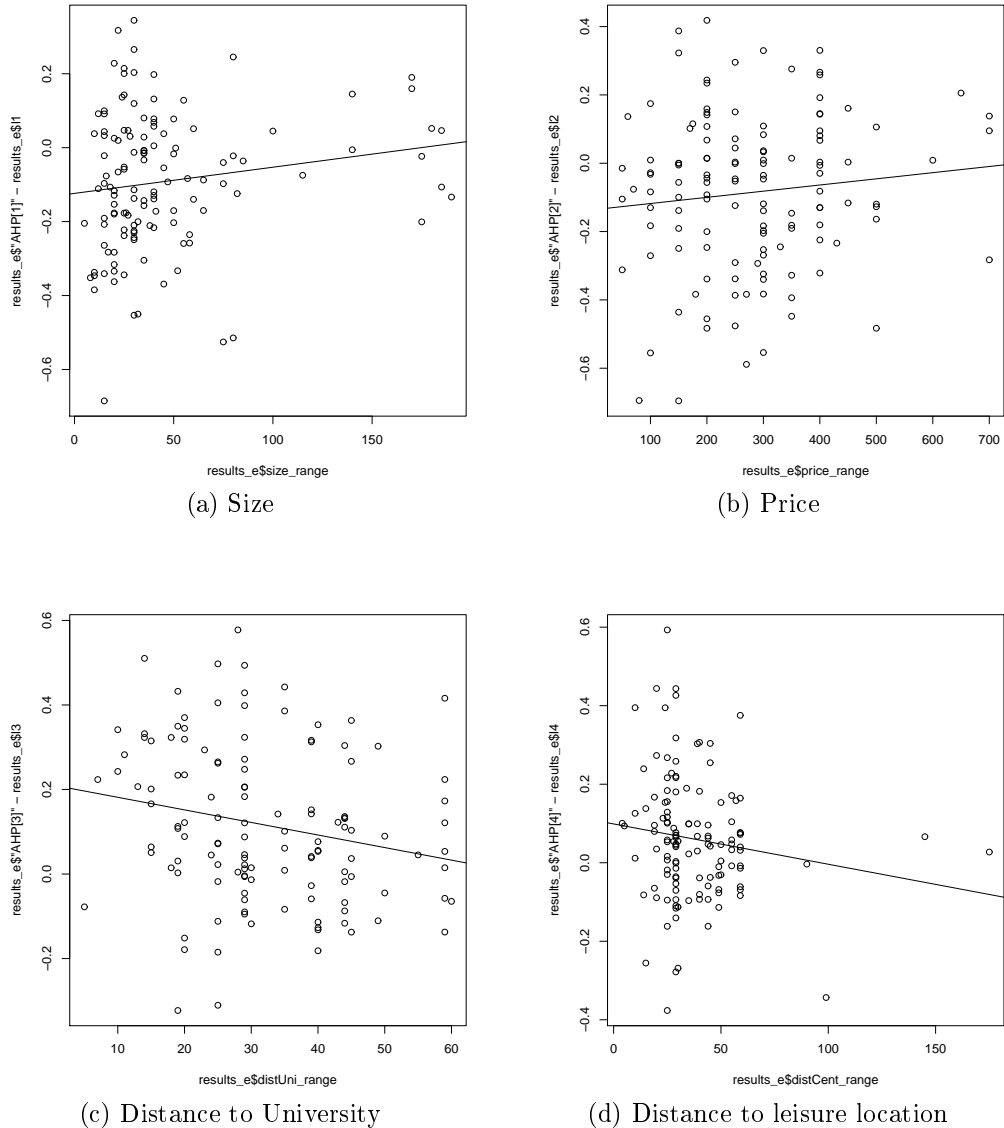 results_e$"AHP[1]" − results_e$l1
0.2
0.0
−0.2
−0.4
−0.6
0 50 100 150
results_e$size_range
(a) Size
results_e$"AHP[2]" − results_e$l2
0.4
0.2
0.0
−0.2
−0.4
−0.6
100 200 300 400 500 600 700
results_e$price_range
(b) Price
results_e$"AHP[3]" − results_e$l3
0.6
0.4
0.2
0.0
−0.2
10 20 30 40 50 60
results_e$distUni_range
(c) Distance to University
results_e$"AHP[4]" − results_e$l4
0.6
0.4
0.2
0.0
−0.2
−0.4
0 50 100 150
results_e$distCent_range
(d) Distance to leisure location